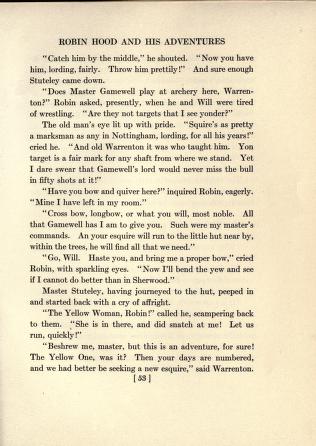 ROBIN HOOD AND HIS ADVENTURES
"Catch him by the middle," he shouted. "Now you have
him, lording, fairly. Throw him prettily!" And sure enough
Stuteley came down.
"Does Master Gamewell play at archery here, Warren-
ton?" Robin asked, presently, when he and Will were tired
of wrestling. "Are they not targets that I see yonder?"
The old man's eye lit up with pride. "Squire's as pretty
a marksman as any in Nottingham, lording, for all his years!"
cried he. "And old Warrenton it was who taught him. Yon
target is a fair mark for any shaft from where we stand. Yet
I dare swear that Gamewell's lord would never miss the bull
in fifty shots at it!"
"Have you bow and quiver here?" inquired Robin, eagerly.
"Mine I have left in my room."
"Cross bow, longbow, or what you will, most noble. All
that Gamewell has I am to give you. Such were my master's
commands. An your esquire will run to the little hut near by,
within the trees, he will find all that we need."
"Go, Will. Haste you, and bring me a proper bow," cried
Robin, with sparkling eyes. "Now I'll bend the yew and see
if I cannot do better than in Sherwood."
Master Stuteley, having journeyed to the hut, peeped in
and started back with a cry of affright.
"The Yellow Woman, Robin!" called he, scampering back
to them. "She is in there, and did snatch at me! Let us
run, quickly!"
"Beshrew me, master, but this is an adventure, for sure!
The Yellow One, was it? Then your days are numbered,
and we had better be seeking a new esquire," said Warrenton.
[ 53 ]